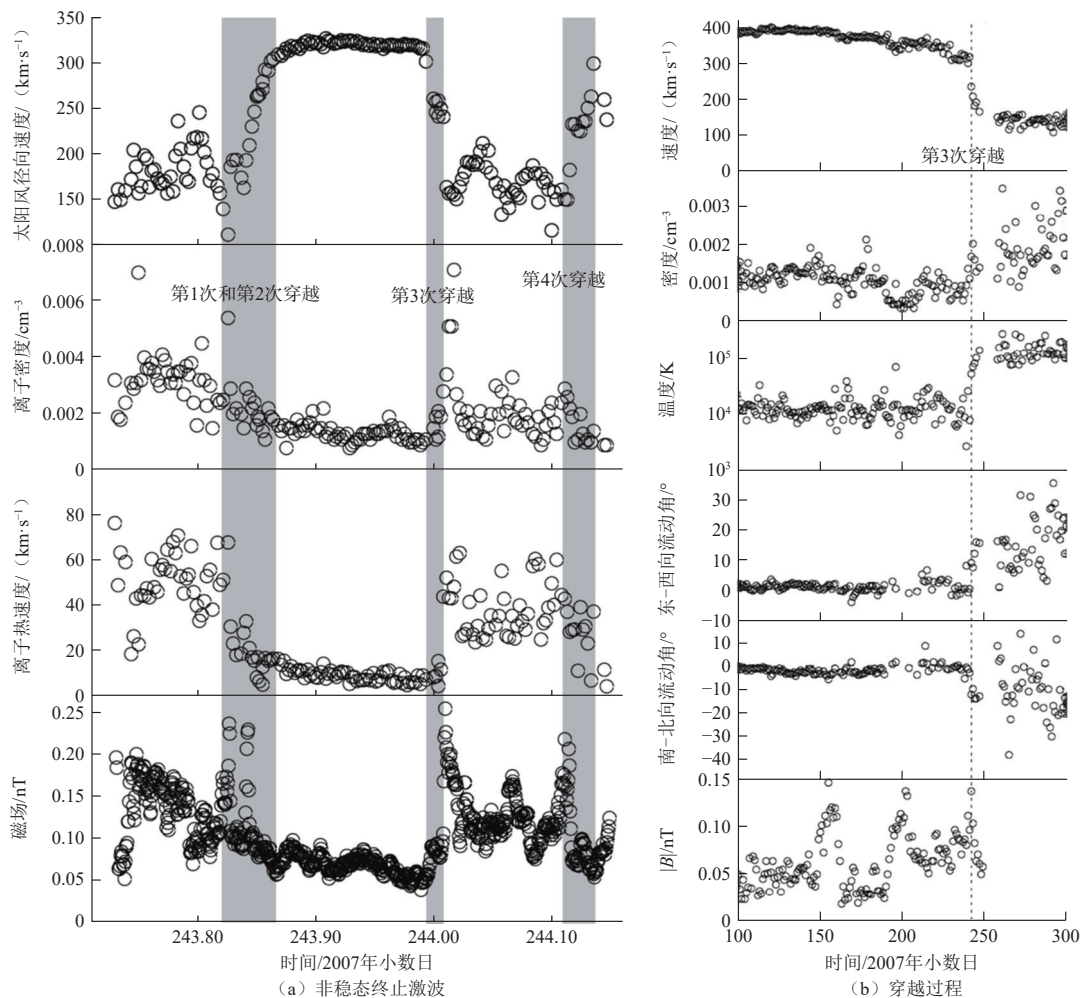 350
300
250
200
150
太阳风径向速度/（km·s⁻¹）
0.008
0.006
0.004
0.002
0
离子密度/cm⁻³
第1次和第2次穿越
第3次穿越
第4次穿越
80
60
40
20
0
离子热速度/（km·s⁻¹）
0.25
0.20
0.15
0.10
0.05
0
磁场/nT
243.80 243.90 244.00 244.10
时间/2007年小数日
（a）非稳态终止激波
400
300
200
100
0
速度/（km·s⁻¹）
第3次穿越
0.003
0.002
0.001
0
密度/cm⁻³
10⁵
10⁴
10³
温度/K
30
20
10
0
−10
东−西向流动角/°
10
0
−10
−20
−30
−40
南−北向流动角/°
0.15
0.10
0.05
0
|B|/nT
100 150 200 250 300
时间/2007年小数日
（b）穿越过程